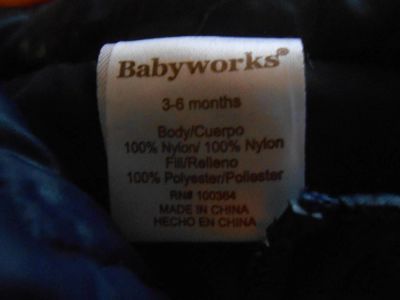 Babyworks®
3-6 months
Body/Cuerpo
100% Nylon/ 100% Nylon
Fill/Relleno
100% Polyester/Poliester
RN# 100364
MADE IN CHINA
HECHO EN CHINA